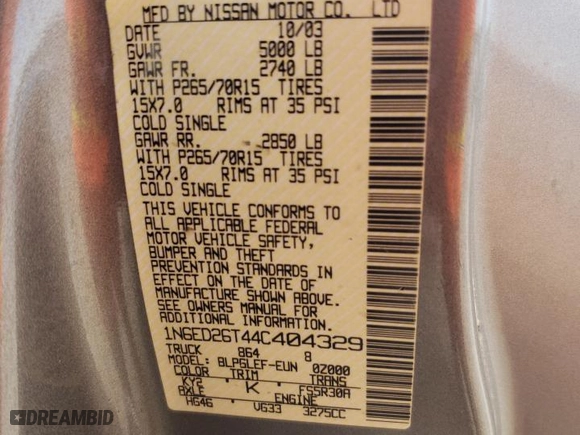 MFD BY NISSAN MOTOR CO. LTD
DATE 10/03
GVWR 5000 LB
GAWR FR. 2740 LB
WITH P265/70R15 TIRES
15X7.0 RIMS AT 35 PSI
COLD SINGLE
GAWR RR. 2850 LB
WITH P265/70R15 TIRES
15X7.0 RIMS AT 35 PSI
COLD SINGLE
THIS VEHICLE CONFORMS TO
ALL APPLICABLE FEDERAL
MOTOR VEHICLE SAFETY,
BUMPER AND THEFT
PREVENTION STANDARDS IN
EFFECT ON THE DATE OF
MANUFACTURE SHOWN ABOVE.
SEE OWNERS MANUAL FOR
ADDITIONAL INFORMATION.
1N6ED26T44C404329
TRUCK 864 8
MODEL: BLPGLEF-EUN 0Z000
COLOR TRIM TRANS
KY2 K FS5R30A
AXLE ENGINE
HG46 VG33 3275CC
DREAMBID